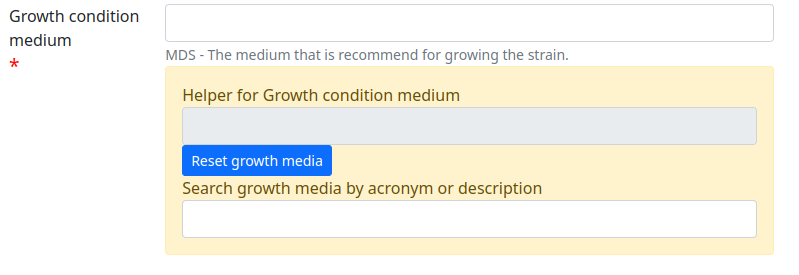 Growth condition
medium
*
MDS - The medium that is recommend for growing the strain.
Helper for Growth condition medium
Reset growth media
Search growth media by acronym or description